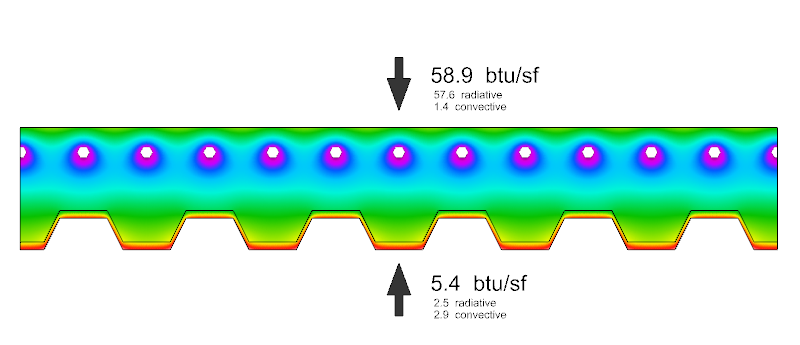 58.9 btu/sf
57.6 radiative
1.4 convective
5.4 btu/sf
2.5 radiative
2.9 convective